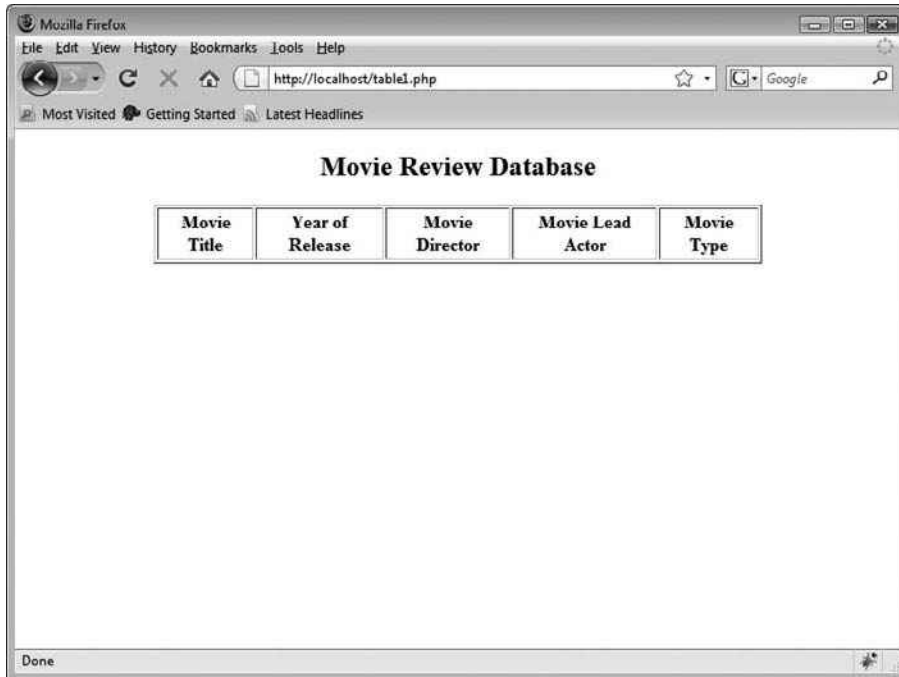 Mozilla Firefox
File Edit View History Bookmarks Tools Help
http://localhost/table1.php
G Google
Most Visited Getting Started Latest Headlines
Movie Review Database
Movie Title
Year of Release
Movie Director
Movie Lead Actor
Movie Type
Done